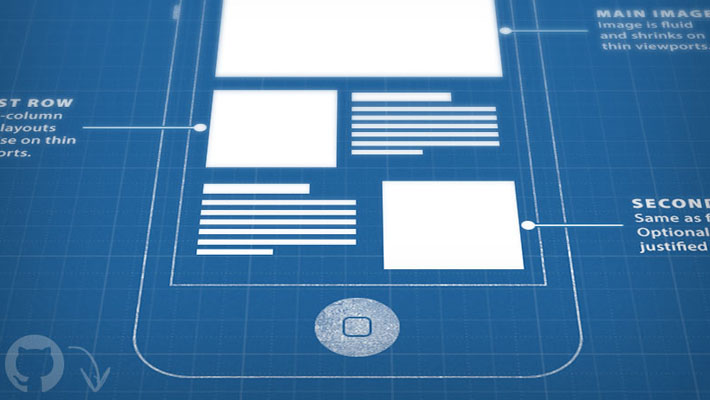 MAIN IMAGE
Image is fluid
and shrinks on
thin viewports.
ST ROW
-column
layouts
se on thin
orts.
SECOND
Same as f
Optional
justified